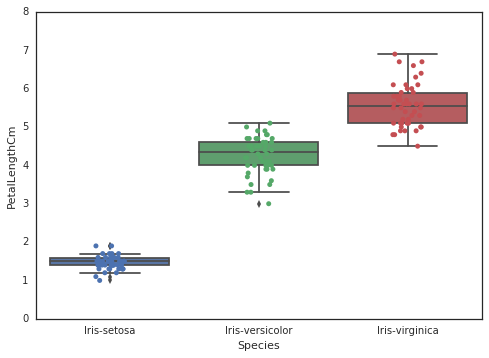 8
7
6
5
4
3
2
1
0
PetalLengthCm
Iris-setosa
Iris-versicolor
Iris-virginica
Species